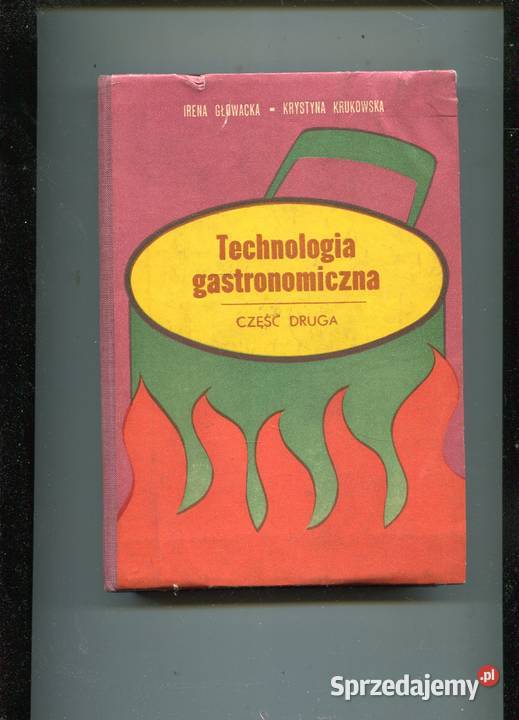 IRENA GŁOWACKA - KRYSTYNA KRUKOWSKA
Technologia
gastronomiczna
CZĘŚĆ DRUGA
Sprzedajemy.pl